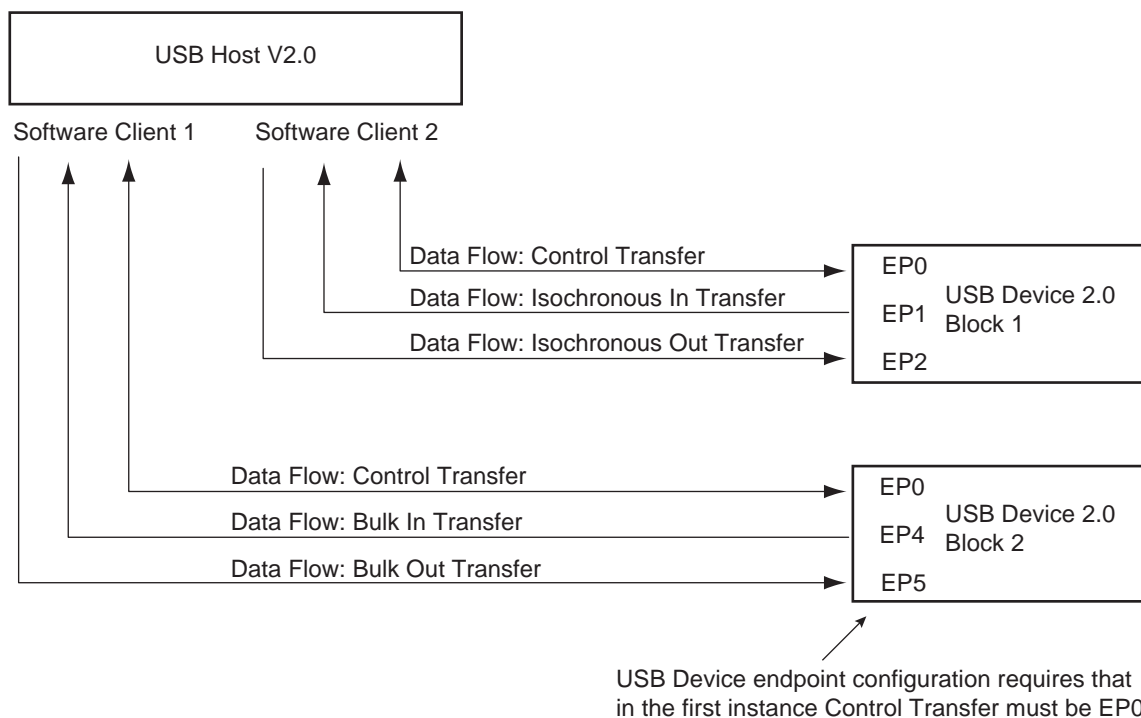 USB Host V2.0
Software Client 1
Software Client 2
Data Flow: Control Transfer
Data Flow: Isochronous In Transfer
Data Flow: Isochronous Out Transfer
EP0
EP1
EP2
USB Device 2.0
Block 1
Data Flow: Control Transfer
Data Flow: Bulk In Transfer
Data Flow: Bulk Out Transfer
EP0
EP4
EP5
USB Device 2.0
Block 2
USB Device endpoint configuration requires that
in the first instance Control Transfer must be EP0